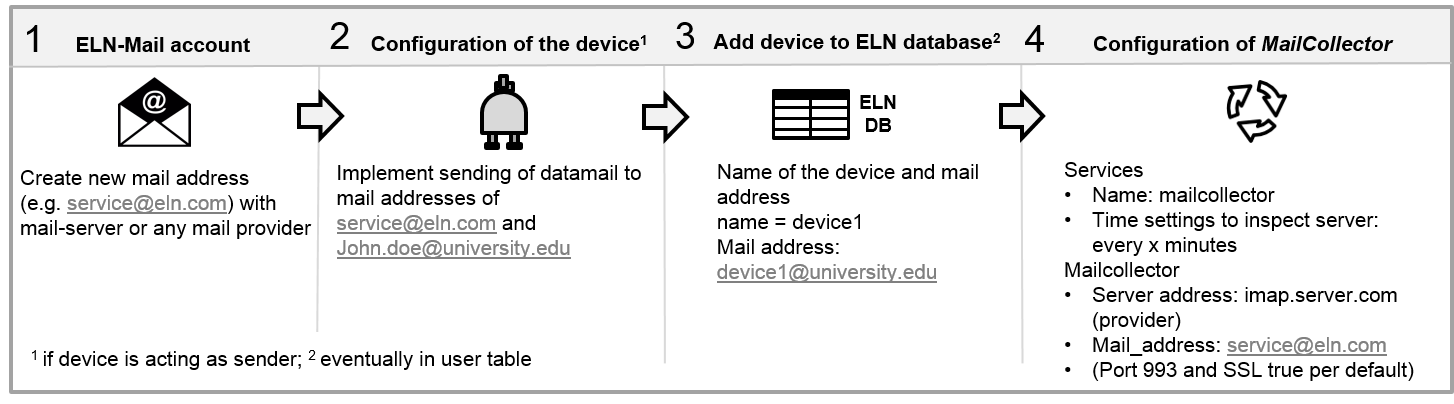 1 ELN-Mail account
2 Configuration of the device¹
3 Add device to ELN database²
4 Configuration of MailCollector
@
Create new mail address
(e.g. service@eln.com) with
mail-server or any mail provider
Implement sending of datamail to
mail addresses of
service@eln.com and
John.doe@university.edu
ELN
DB
Name of the device and mail
address
name = device1
Mail address:
device1@university.edu
Services
• Name: mailcollector
• Time settings to inspect server:
every x minutes
Mailcollector
• Server address: imap.server.com
(provider)
• Mail_address: service@eln.com
• (Port 993 and SSL true per default)
¹ if device is acting as sender; ² eventually in user table